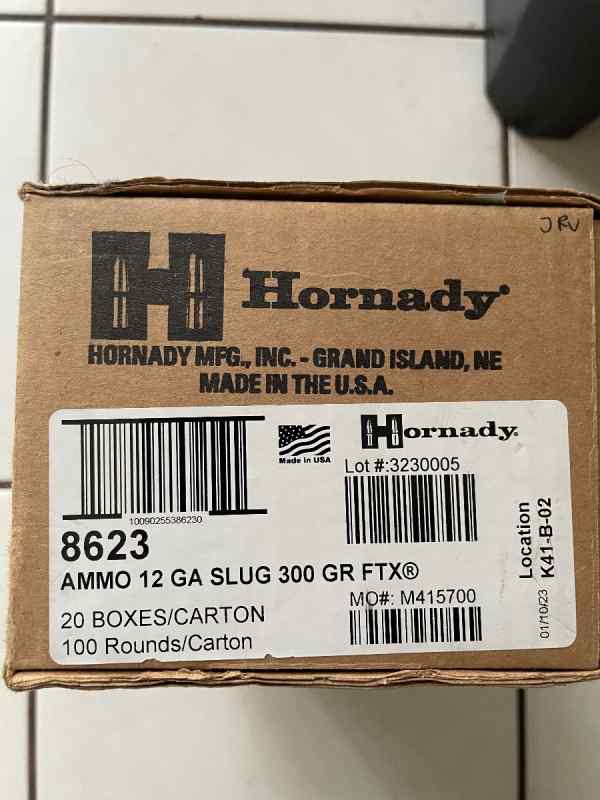 JRV
Hornady®
HORNADY MFG., INC. - GRAND ISLAND, NE
MADE IN THE U.S.A.
10090255386230
Made in USA
Hornady.
Lot #:3230005
8623
AMMO 12 GA SLUG 300 GR FTX®
20 BOXES/CARTON
100 Rounds/Carton
MO#: M415700
Location
K41-B-02
01/10/23